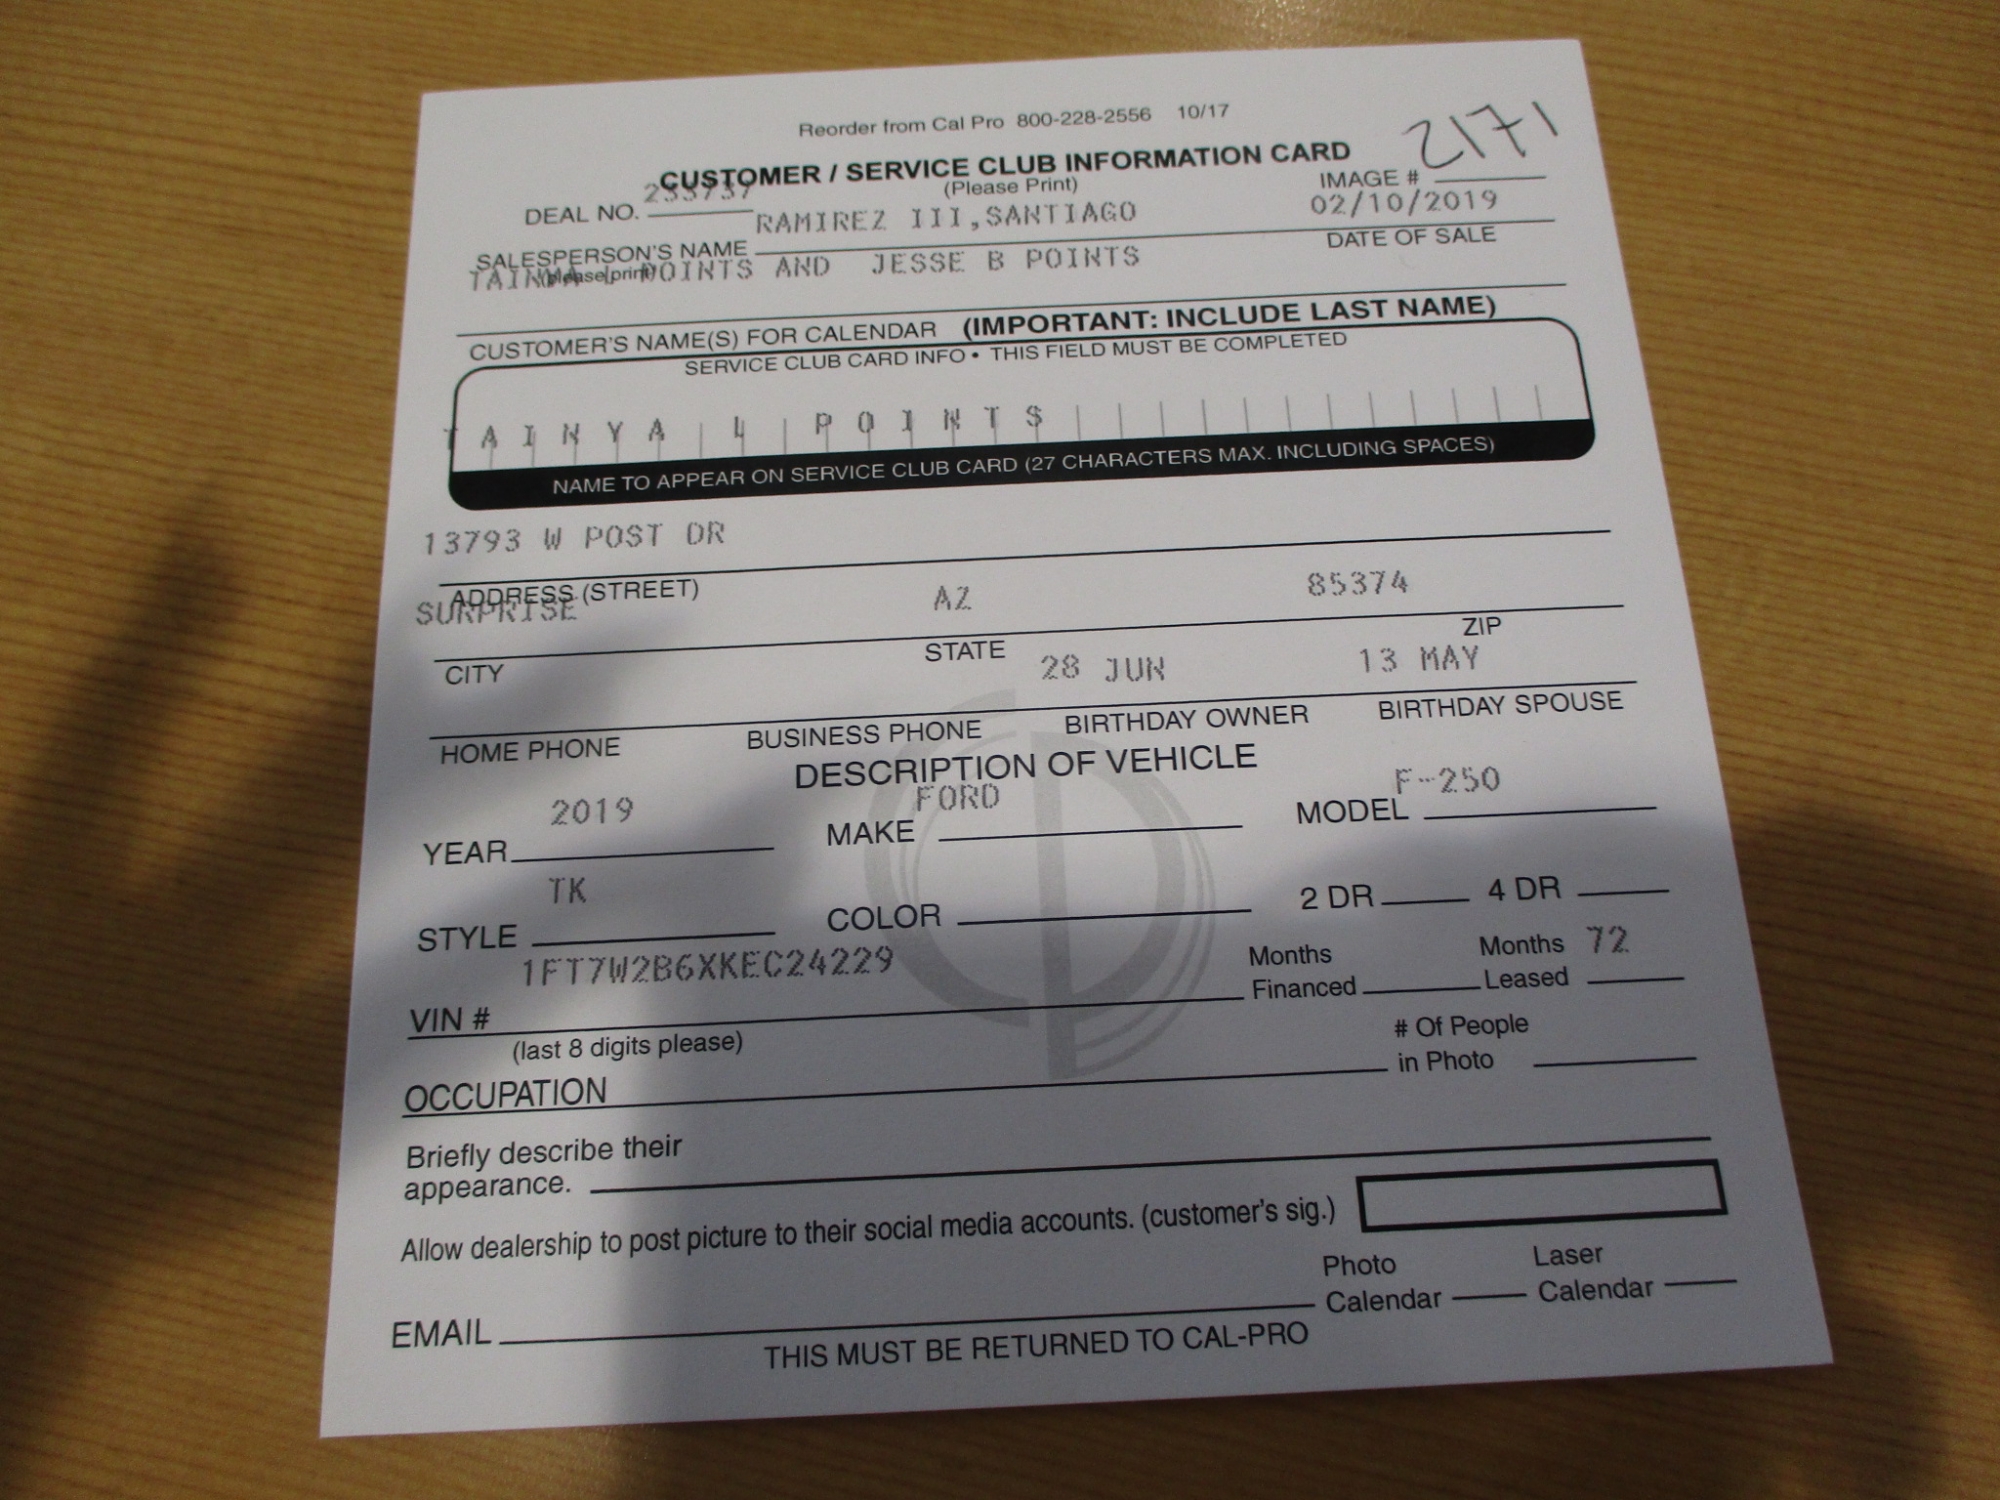 Reorder from Cal Pro 800-228-2556 10/17
2171
CUSTOMER / SERVICE CLUB INFORMATION CARD
(Please Print)
IMAGE #
DEAL NO. 233737
RAMIREZ III,SANTIAGO
02/10/2019
SALESPERSON'S NAME
(please print)
DATE OF SALE
POINTS AND JESSE B POINTS
CUSTOMER'S NAME(S) FOR CALENDAR (IMPORTANT: INCLUDE LAST NAME)
SERVICE CLUB CARD INFO • THIS FIELD MUST BE COMPLETED
TAINYA L POINTS
NAME TO APPEAR ON SERVICE CLUB CARD (27 CHARACTERS MAX. INCLUDING SPACES)
13793 W POST DR
ADDRESS (STREET)
SURPRISE AZ 85374
CITY STATE ZIP
28 JUN 13 MAY
HOME PHONE BUSINESS PHONE BIRTHDAY OWNER BIRTHDAY SPOUSE
DESCRIPTION OF VEHICLE
YEAR 2019 MAKE FORD MODEL F-250
STYLE TK COLOR 2 DR 4 DR
VIN # 1FT7W2B6XKEC24229 Months Financed Months Leased 72
(last 8 digits please)
OCCUPATION # Of People in Photo
Briefly describe their
appearance.
Allow dealership to post picture to their social media accounts. (customer's sig.)
EMAIL Photo Calendar Laser Calendar
THIS MUST BE RETURNED TO CAL-PRO